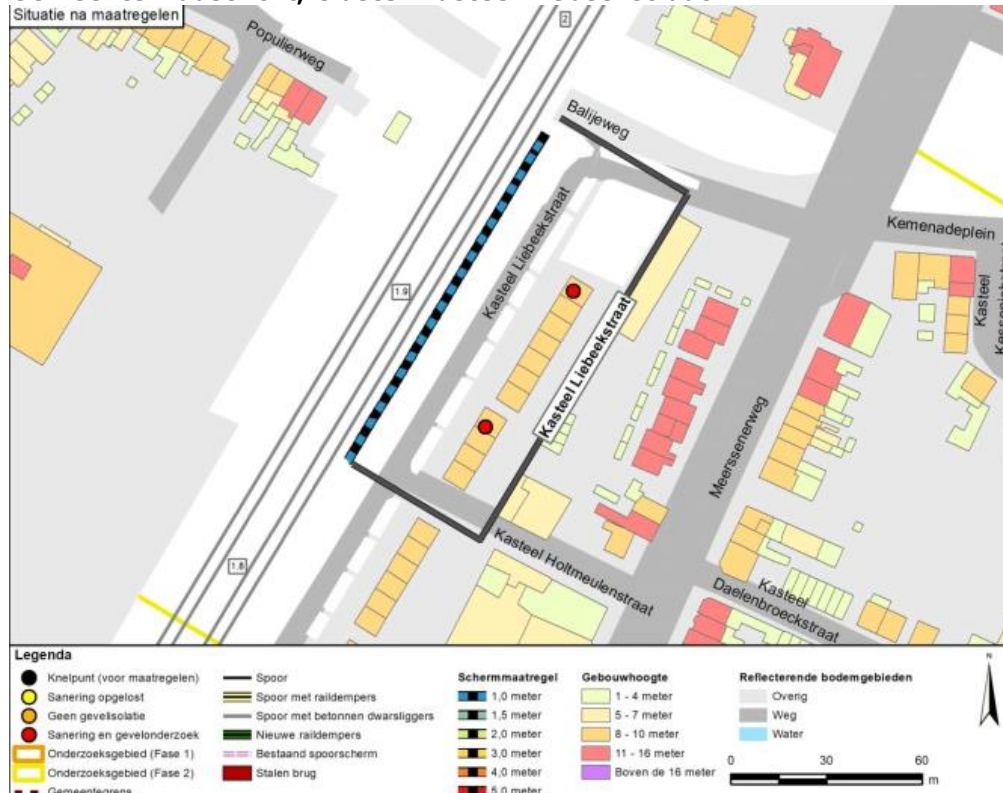 Situatie na maatregelen
Populierweg
2
Balijeweg
Kemenadeplein
Kasteel
Kasteel Liebeekstraat
1.9
Kasteel Liebeekstraat
Meerssenerweg
1.8
Kasteel Holtmeulenstraat
Kasteel
Daelenbroeckstraat
Legenda
Knelpunt (voor maatregelen)
Sanering opgelost
Geen gevelisolatie
Sanering en gevelonderzoek
Onderzoeksgebied (Fase 1)
Onderzoeksgebied (Fase 2)
Gemeentegrens
Spoor
Spoor met raildempers
Spoor met betonnen dwarsliggers
Nieuwe raildempers
Bestaand spoorscherm
Stalen brug
Schermmaatregel
1,0 meter
1,5 meter
2,0 meter
3,0 meter
4,0 meter
5,0 meter
Gebouwhoogte
1 - 4 meter
5 - 7 meter
8 - 10 meter
11 - 16 meter
Boven de 16 meter
Reflecterende bodemgebieden
Overig
Weg
Water
N
0 30 60
m